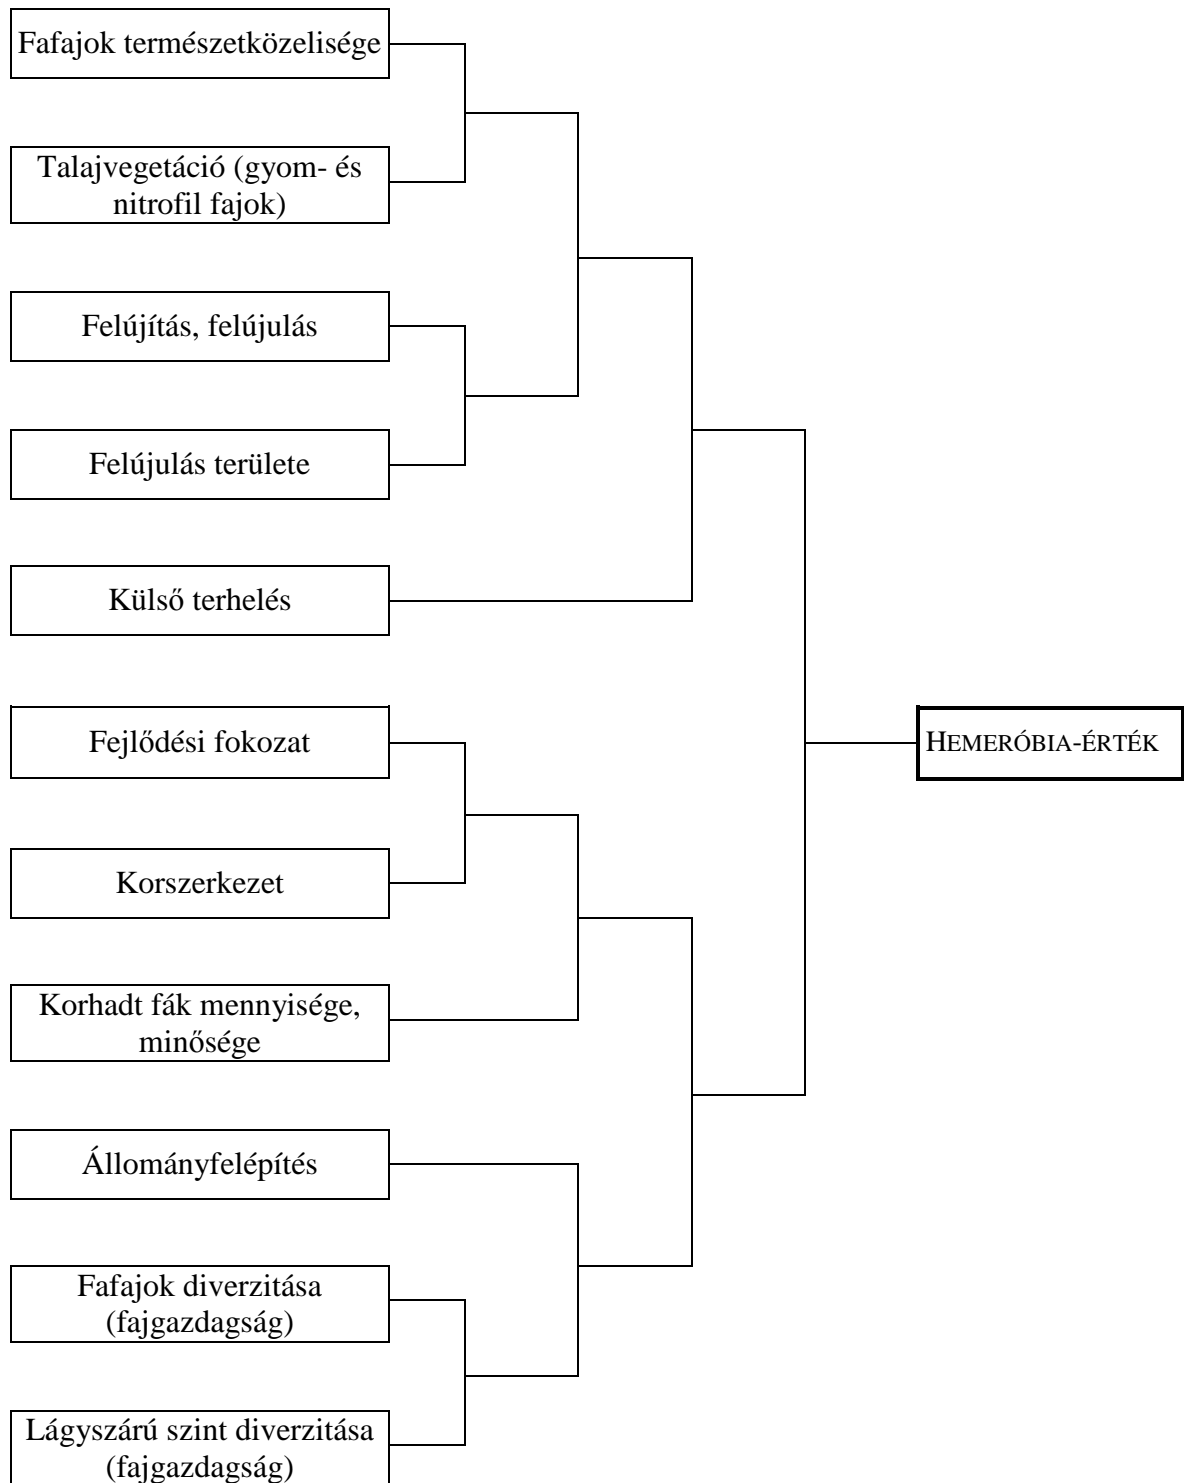 Fafajok természetközelisége
Talajvegetáció (gyom- és
nitrofil fajok)
Felújítás, felújulás
Felújulás területe
Külső terhelés
Fejlődési fokozat
HEMERÓBIA-ÉRTÉK
Korszerkezet
Korhadt fák mennyisége,
minősége
Állományfelépítés
Fafajok diverzitása
(fajgazdagság)
Lágyszárú szint diverzitása
(fajgazdagság)